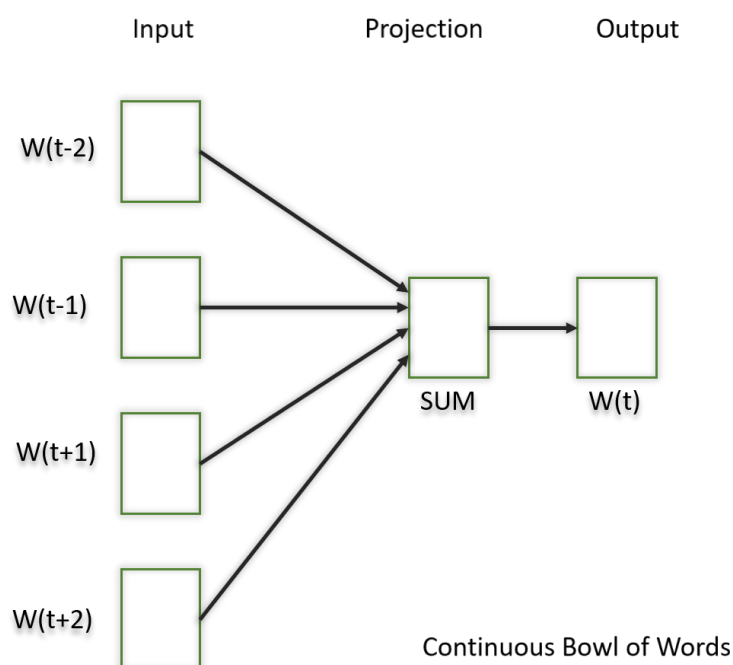 Input Projection Output
W(t-2)
W(t-1)
SUM W(t)
W(t+1)
W(t+2)
Continuous Bowl of Words